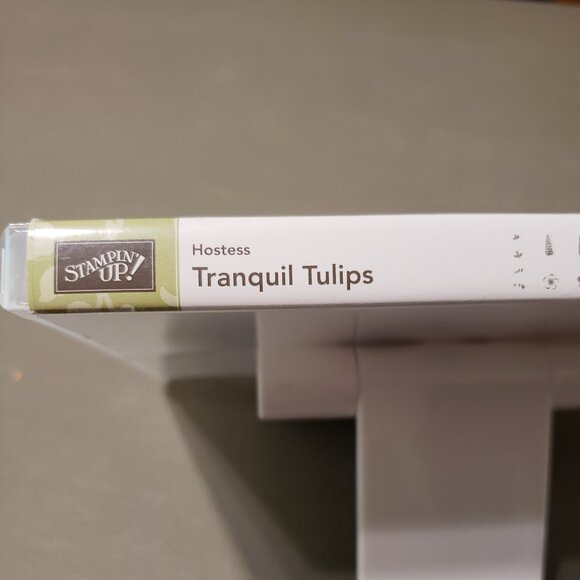 STAMPIN'
UP!
Hostess
Tranquil Tulips